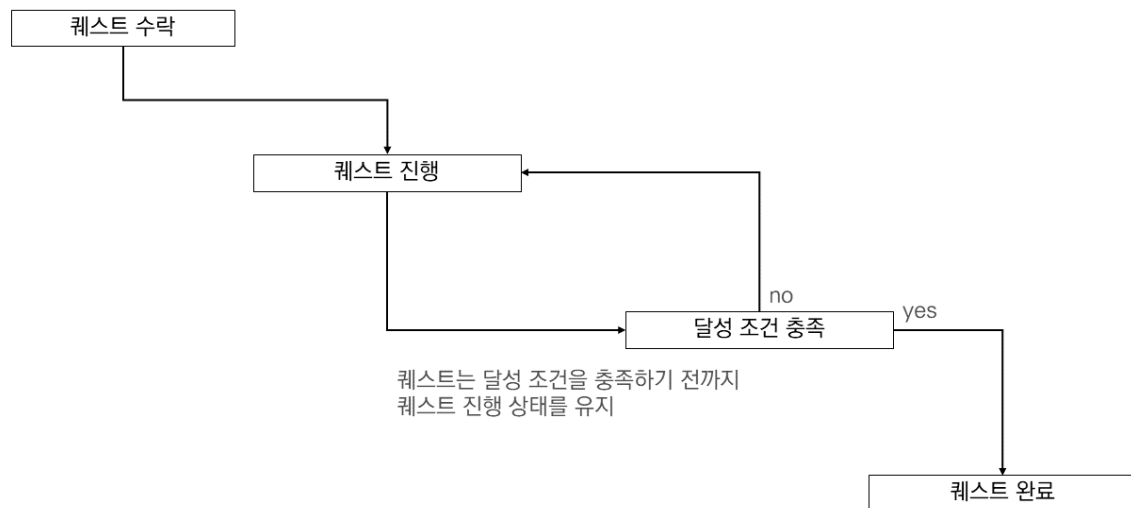 퀘스트 수락
퀘스트 진행
no
달성 조건 충족
yes
퀘스트는 달성 조건을 충족하기 전까지
퀘스트 진행 상태를 유지
퀘스트 완료